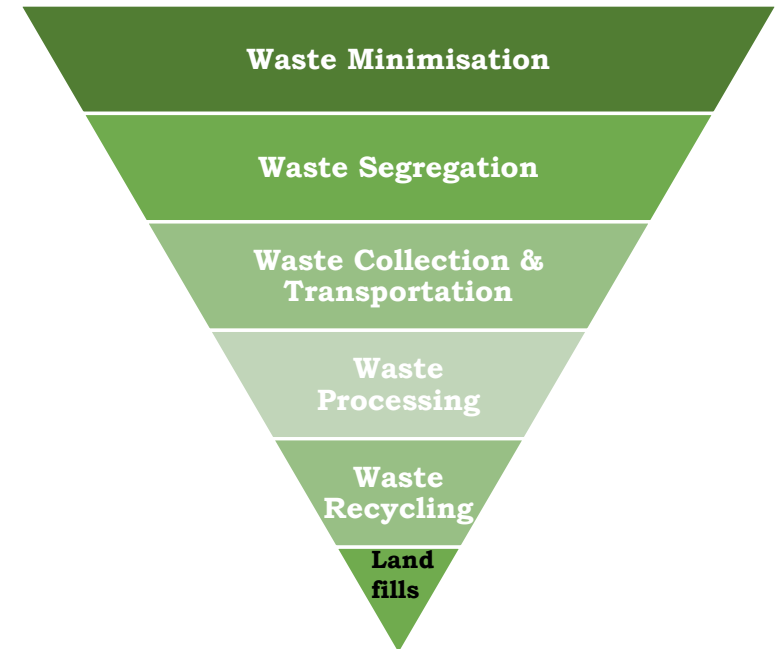 Waste Minimisation
Waste Segregation
Waste Collection &
Transportation
Waste
Processing
Waste
Recycling
Land
fills